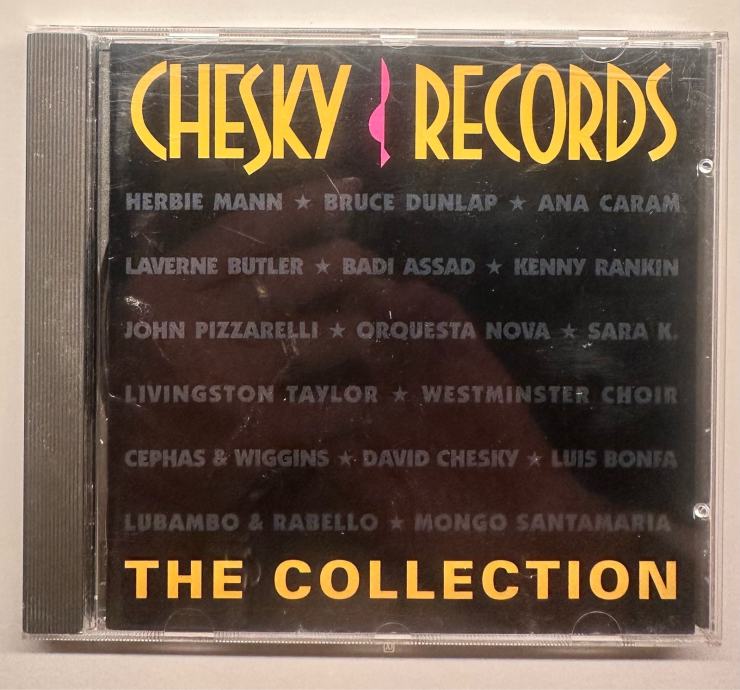 CHESKY RECORDS
HERBIE MANN ★ BRUCE DUNLAP ★ ANA CARAM
LAVERNE BUTLER ★ BADI ASSAD ★ KENNY RANKIN
JOHN PIZZARELLI ★ ORQUESTA NOVA ★ SARA K.
LIVINGSTON TAYLOR ★ WESTMINSTER CHOIR
CEPHAS & WIGGINS ★ DAVID CHESKY ★ LUIS BONFA
LUBAMBO & RABELLO ★ MONGO SANTAMARIA
THE COLLECTION